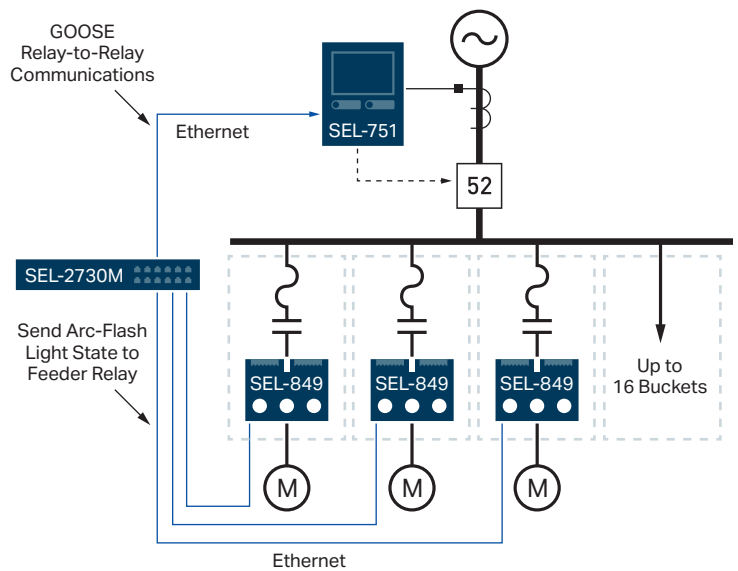 GOOSE
Relay-to-Relay
Communications
Ethernet
SEL-751
52
SEL-2730M
Send Arc-Flash
Light State to
Feeder Relay
SEL-849
SEL-849
SEL-849
Up to
16 Buckets
M
M
M
Ethernet